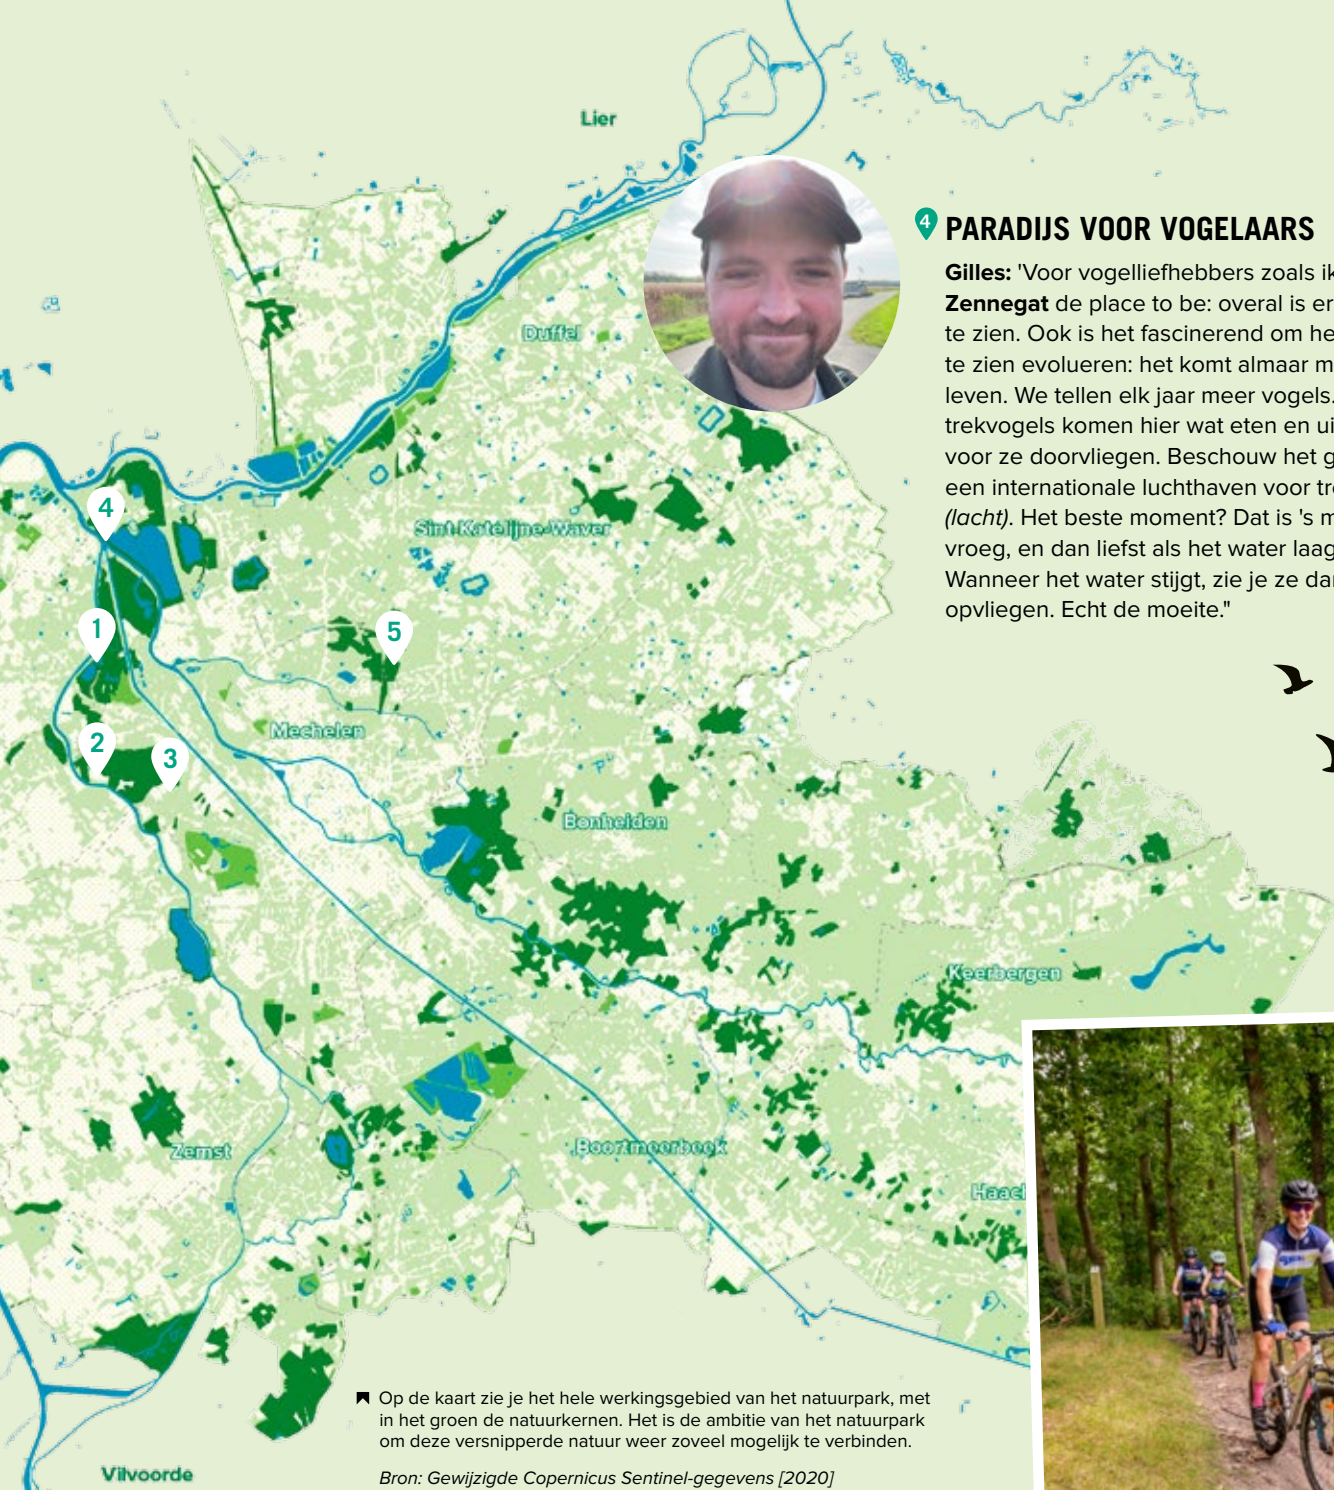 Lier
4 PARADIJS VOOR VOGELAARS
Gilles: 'Voor vogelliefhebbers zoals ik
Zennegat de place to be: overal is er
te zien. Ook is het fascinerend om he
te zien evolueren: het komt almaar m
leven. We tellen elk jaar meer vogels.
trekvogels komen hier wat eten en ui
voor ze doorvliegen. Beschouw het g
een internationale luchthaven voor tre
(lacht). Het beste moment? Dat is 's m
vroeg, en dan liefst als het water laag
Wanneer het water stijgt, zie je ze dan
opvliegen. Echt de moeite."
Duffel
Sint-Katelijne-Waver
4
1
5
2
3
Mechelen
Bonheiden
Keerbergen
Zemst
Boortmeerbeek
Haach
Op de kaart zie je het hele werkingsgebied van het natuurpark, met
in het groen de natuurkernen. Het is de ambitie van het natuurpark
om deze versnipperde natuur weer zoveel mogelijk te verbinden.
Bron: Gewijzigde Copernicus Sentinel-gegevens [2020]
Vilvoorde